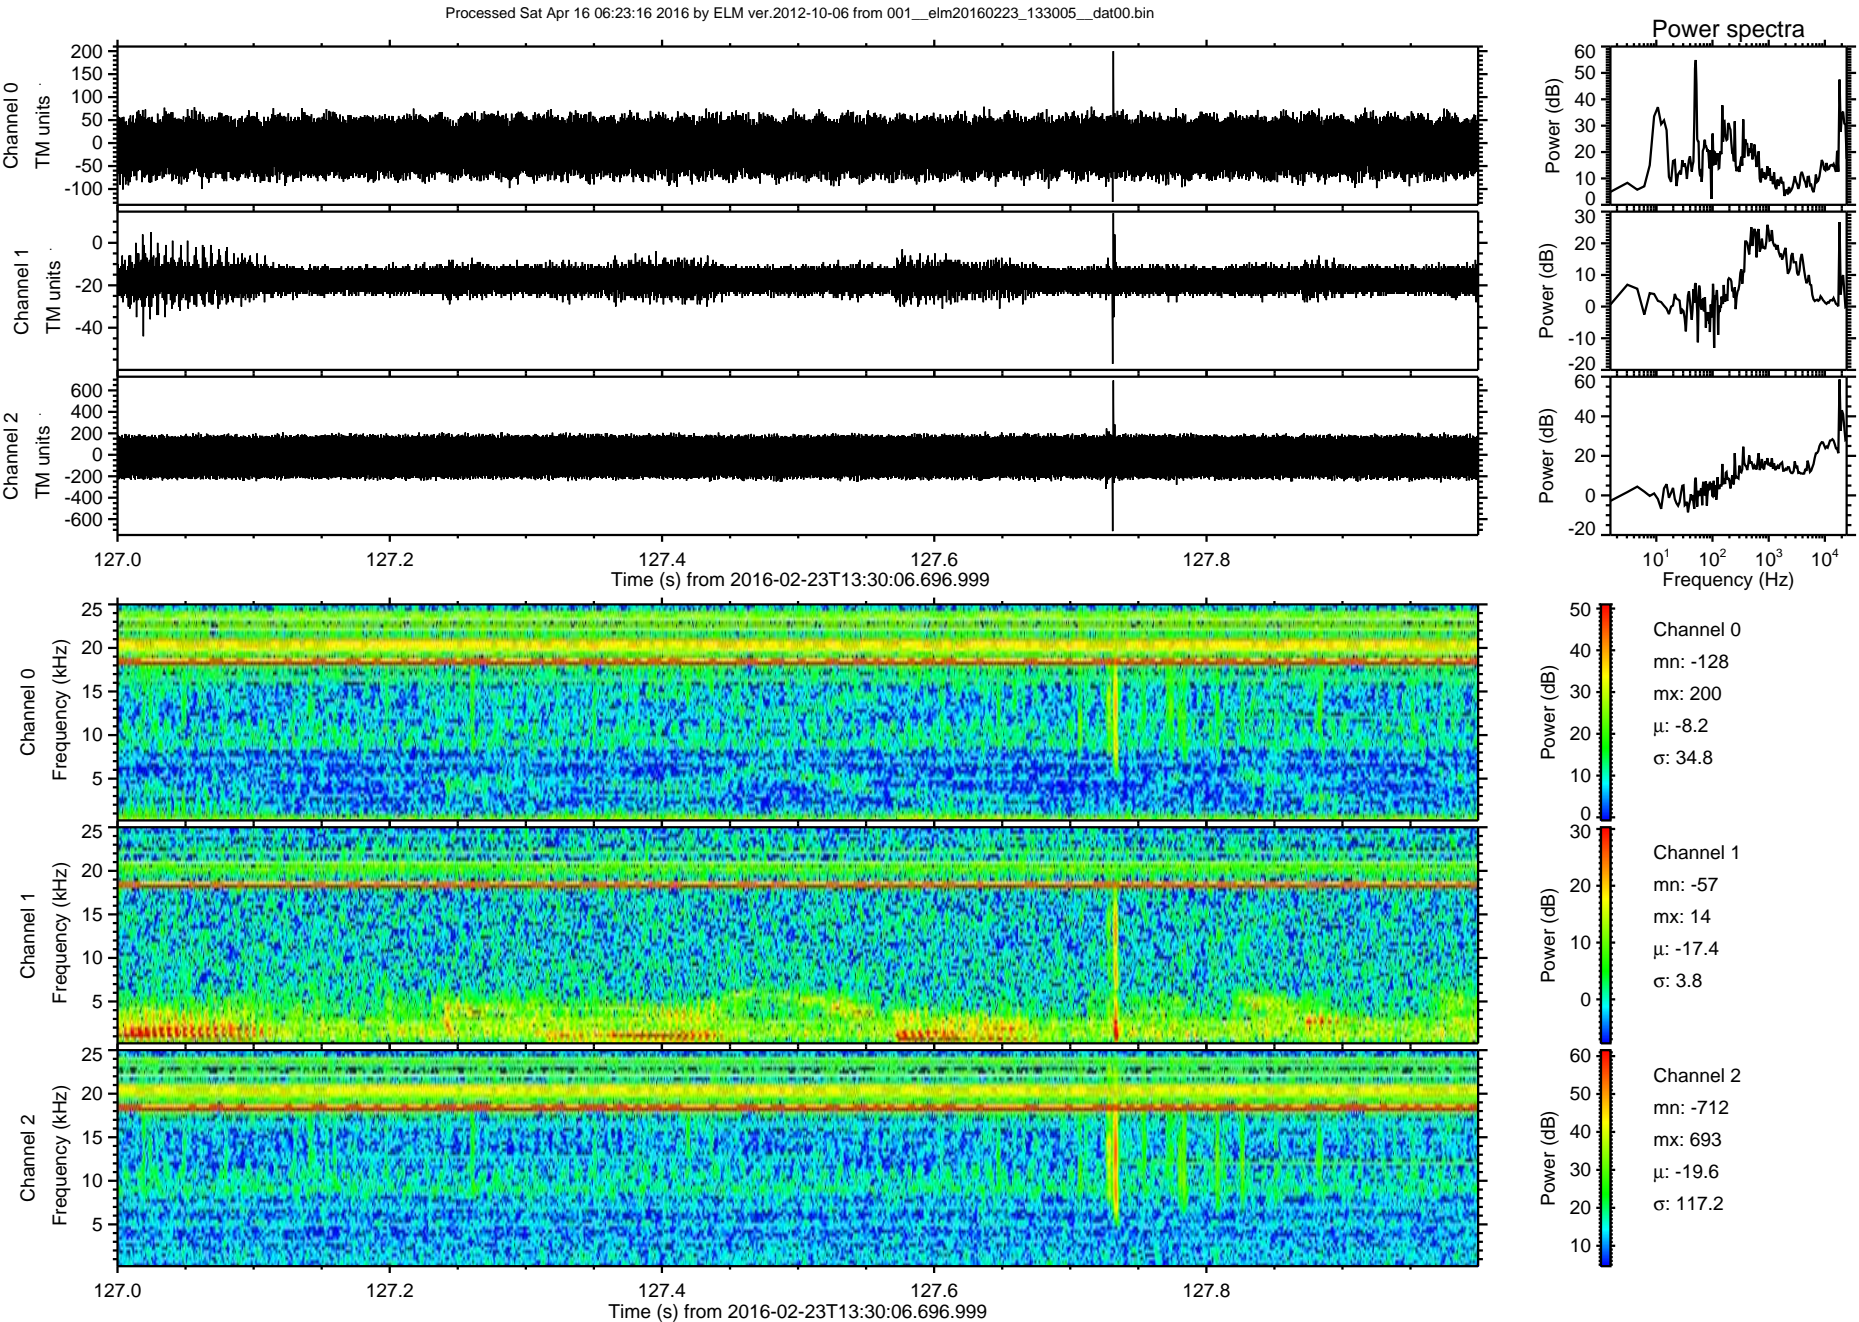 Processed Sat Apr 16 06:23:16 2016 by ELM ver.2012-10-06 from 001__elm20160223_133005__dat00.bin
Power spectra
Channel 0
TM units
200
150
100
50
0
-50
-100
Power (dB)
60
50
40
30
20
10
0
Channel 1
TM units
0
-20
-40
Power (dB)
30
20
10
0
-10
-20
Channel 2
TM units
600
400
200
0
-200
-400
-600
Power (dB)
60
40
20
0
-20
127.0 127.2 127.4 127.6 127.8
Time (s) from 2016-02-23T13:30:06.696.999
10^1 10^2 10^3 10^4
Frequency (Hz)
Channel 0
Frequency (kHz)
25
20
15
10
5
Power (dB)
50
40
30
20
10
0
Channel 0
mn: -128
mx: 200
μ: -8.2
σ: 34.8
Channel 1
Frequency (kHz)
25
20
15
10
5
Power (dB)
30
20
10
0
Channel 1
mn: -57
mx: 14
μ: -17.4
σ: 3.8
Channel 2
Frequency (kHz)
25
20
15
10
5
Power (dB)
60
50
40
30
20
10
Channel 2
mn: -712
mx: 693
μ: -19.6
σ: 117.2
127.0 127.2 127.4 127.6 127.8
Time (s) from 2016-02-23T13:30:06.696.999